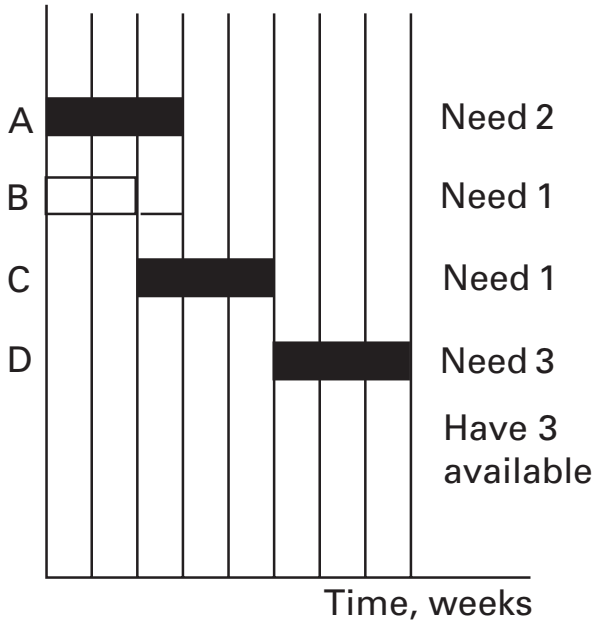 A Need 2
B Need 1
C Need 1
D Need 3
Have 3
available
Time, weeks